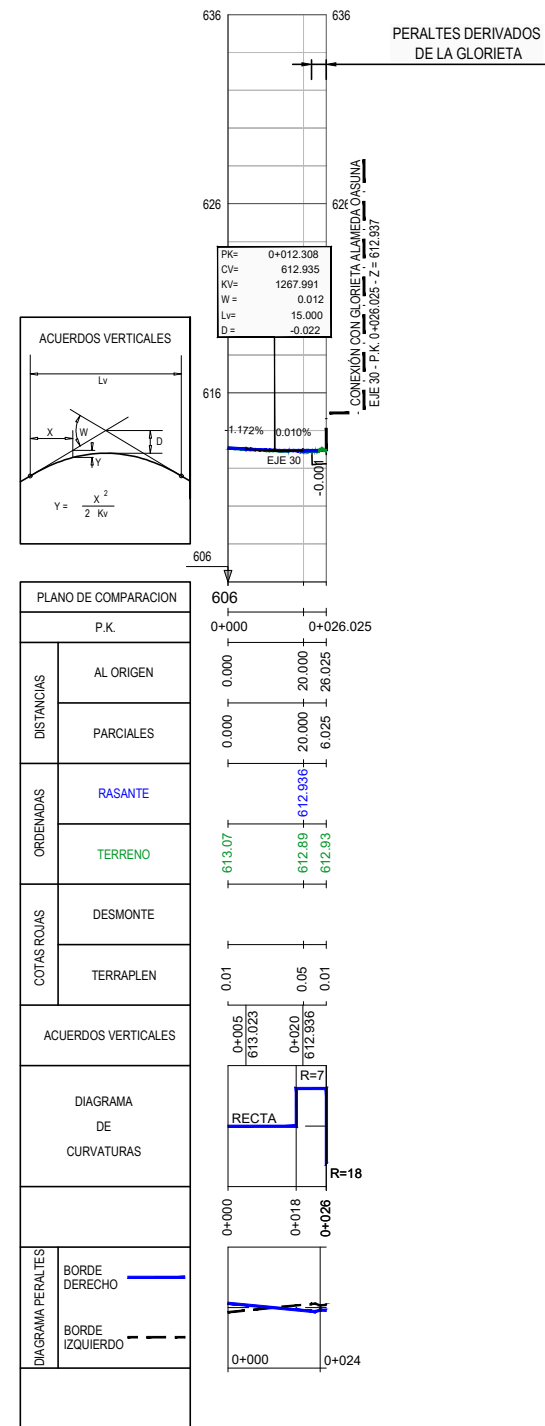 636
636
PERALTES DERIVADOS
DE LA GLORIETA
626
626
CONEXIÓN CON GLORIETA ALAMEDA OASUNA
EJE 30 - P.K. 0+026.025 - Z = 612.937
PK= 0+012.308
CV= 612.935
KV= 1267.991
W = 0.012
Lv= 15.000
D = -0.022
ACUERDOS VERTICALES
Lv
X
W
D
Y
Y = X 2
2 Kv
616
616
-1.172% 0.010%
EJE 30
-0.001
606
PLANO DE COMPARACION 606
P.K. 0+000 0+026.025
DISTANCIAS
AL ORIGEN 0.000 20.000 26.025
PARCIALES 0.000 20.000 6.025
ORDENADAS
RASANTE 612.936
TERRENO 613.07 612.89 612.93
COTAS ROJAS
DESMONTE
TERRAPLEN 0.01 0.05 0.01
ACUERDOS VERTICALES
0+005 613.023 0+020 612.936
DIAGRAMA
DE
CURVATURAS
R=7
RECTA
R=18
0+000 0+018 0+026
DIAGRAMA PERALTES
BORDE
DERECHO
BORDE
IZQUIERDO
0+000 0+024